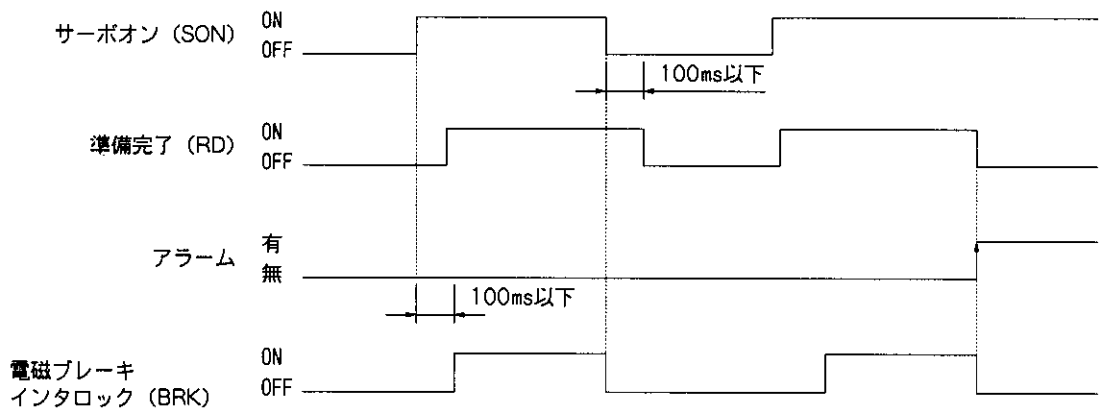 サーボオン (SON)
ON
OFF
100ms以下
準備完了 (RD)
ON
OFF
アラーム
有
無
100ms以下
電磁ブレーキ
インタロック (BRK)
ON
OFF